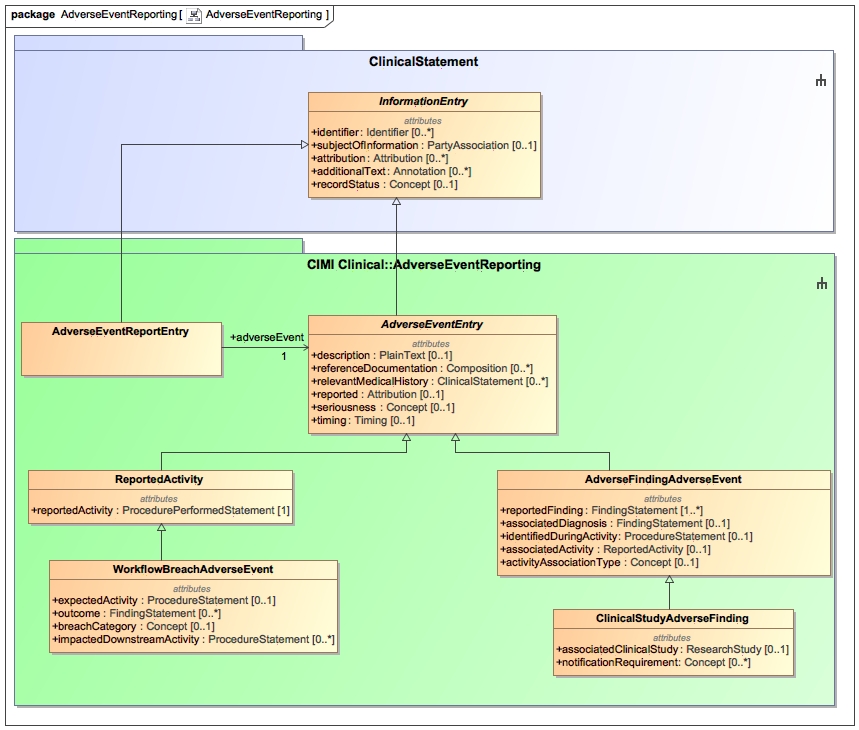 package AdverseEventReporting [ AdverseEventReporting ]
ClinicalStatement
InformationEntry
attributes
+identifier : Identifier [0..*]
+subjectOfInformation : PartyAssociation [0..1]
+attribution : Attribution [0..*]
+additionalText : Annotation [0..*]
+recordStatus : Concept [0..1]
CIMI Clinical::AdverseEventReporting
AdverseEventReportEntry
+adverseEvent
1
AdverseEventEntry
attributes
+description : PlainText [0..1]
+referenceDocumentation : Composition [0..*]
+relevantMedicalHistory : ClinicalStatement [0..*]
+reported : Attribution [0..1]
+seriousness : Concept [0..1]
+timing : Timing [0..1]
ReportedActivity
attributes
+reportedActivity : ProcedurePerformedStatement [1]
WorkflowBreachAdverseEvent
attributes
+expectedActivity : ProcedureStatement [0..1]
+outcome : FindingStatement [0..*]
+breachCategory : Concept [0..1]
+impactedDownstreamActivity : ProcedureStatement [0..*]
AdverseFindingAdverseEvent
attributes
+reportedFinding : FindingStatement [1..*]
+associatedDiagnosis : FindingStatement [0..1]
+identifiedDuringActivity : ProcedureStatement [0..1]
+associatedActivity : ReportedActivity [0..1]
+activityAssociationType : Concept [0..1]
ClinicalStudyAdverseFinding
attributes
+associatedClinicalStudy : ResearchStudy [0..1]
+notificationRequirement : Concept [0..*]